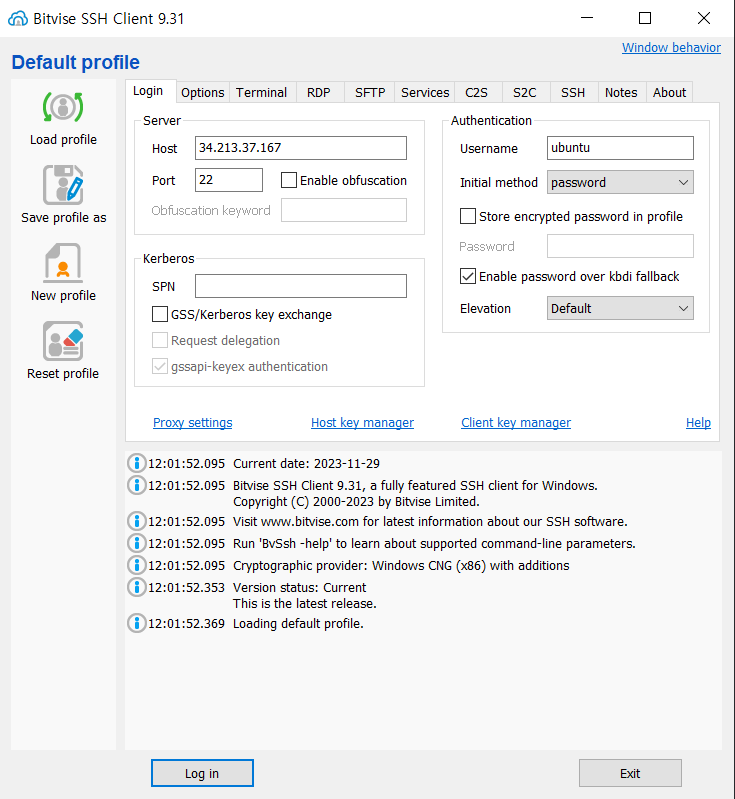 Bitvise SSH Client 9.31
Window behavior
Default profile
Load profile
Save profile as
New profile
Reset profile
Login Options Terminal RDP SFTP Services C2S S2C SSH Notes About
Server
Host 34.213.37.167
Port 22 Enable obfuscation
Obfuscation keyword
Kerberos
SPN
GSS/Kerberos key exchange
Request delegation
gssapi-keyex authentication
Authentication
Username ubuntu
Initial method password
Store encrypted password in profile
Password
Enable password over kbdi fallback
Elevation Default
Proxy settings Host key manager Client key manager Help
12:01:52.095 Current date: 2023-11-29
12:01:52.095 Bitvise SSH Client 9.31, a fully featured SSH client for Windows.
Copyright (C) 2000-2023 by Bitvise Limited.
12:01:52.095 Visit www.bitvise.com for latest information about our SSH software.
12:01:52.095 Run 'BvSsh -help' to learn about supported command-line parameters.
12:01:52.095 Cryptographic provider: Windows CNG (x86) with additions
12:01:52.353 Version status: Current
This is the latest release.
12:01:52.369 Loading default profile.
Log in Exit